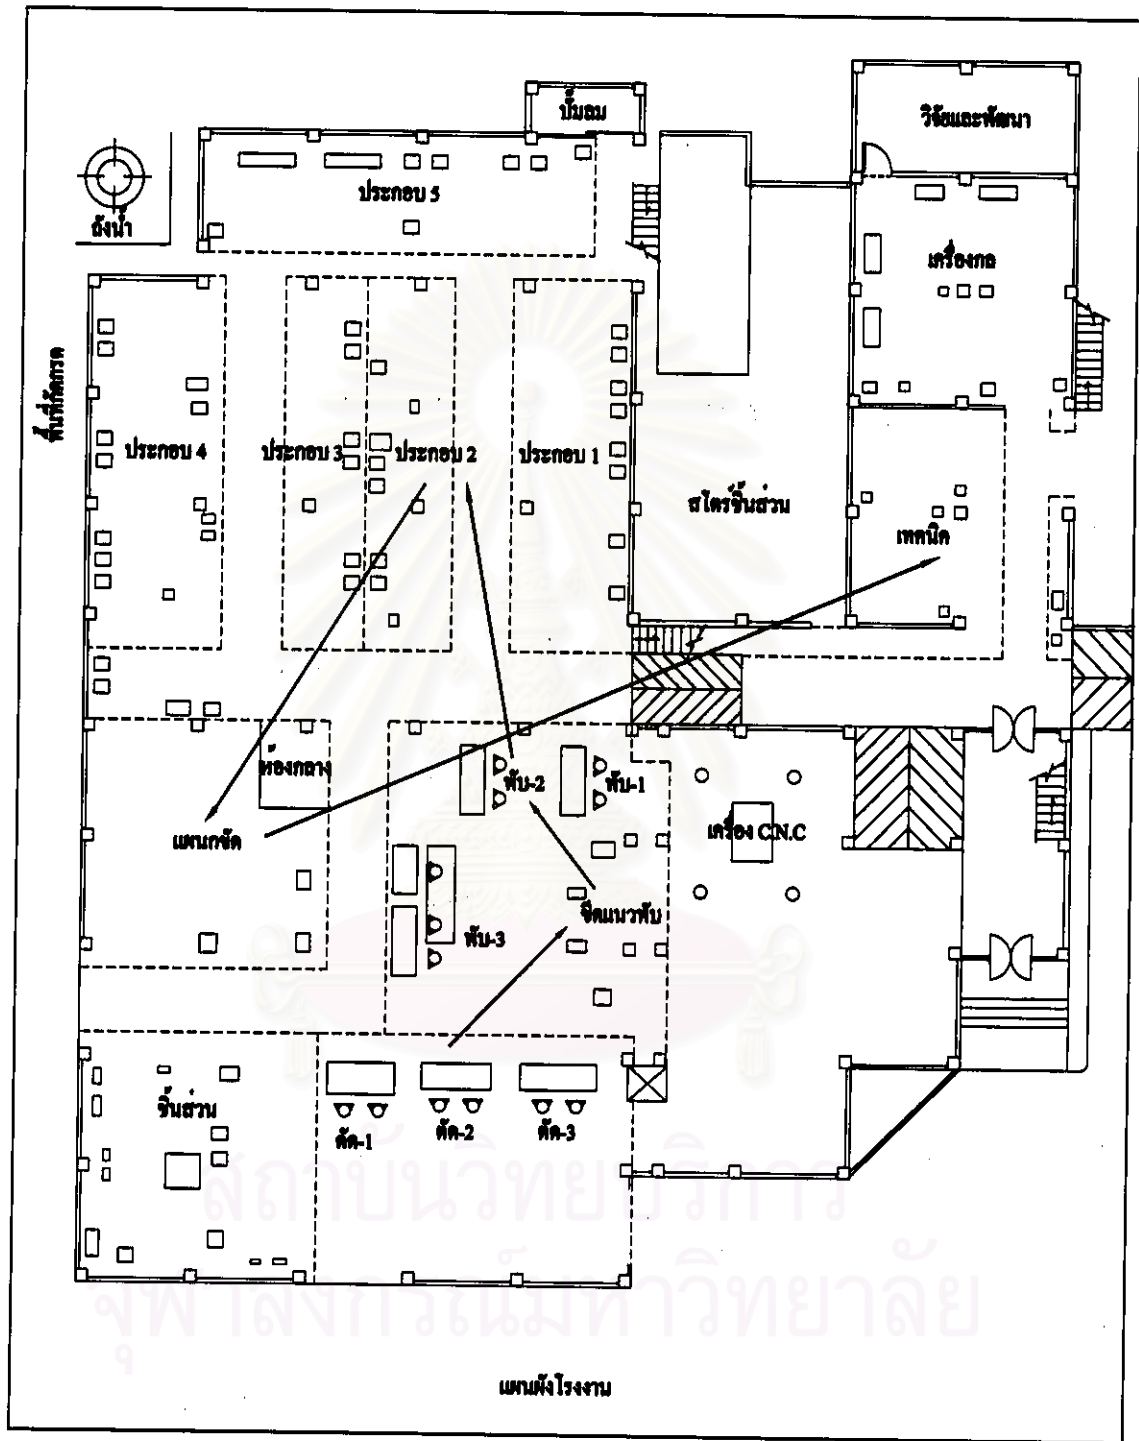 ปั๊มลม
วิจัยและพัฒนา
ประกอบ 5
ถังน้ำ
เครื่องกล
พื้นที่กัดกรด
ประกอบ 4
ประกอบ 3
ประกอบ 2
ประกอบ 1
สโตร์ชิ้นส่วน
เทคนิค
ห้องกลาง
พับ-2
พับ-1
แผนกขัด
เครื่อง C.N.C
ขีดแนวพับ
พับ-3
ชิ้นส่วน
ตัด-1
ตัด-2
ตัด-3
สถาบันวิทยบริการ
จุฬาลงกรณ์มหาวิทยาลัย
แผนผังโรงงาน